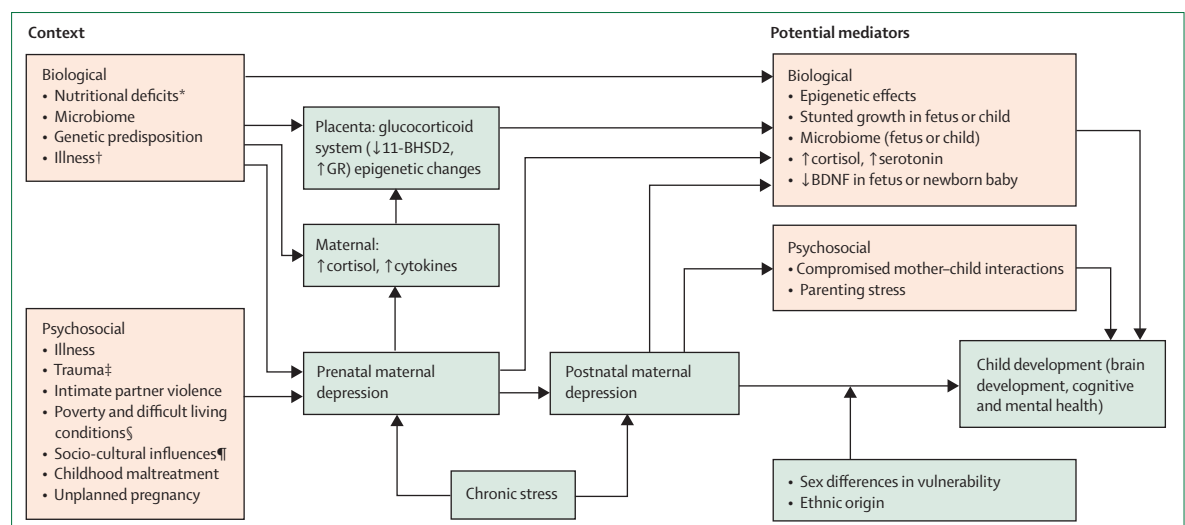 Context
Potential mediators
Biological
• Nutritional deficits*
• Microbiome
• Genetic predisposition
• Illness†
Placenta: glucocorticoid
system (↓11-BHSD2,
↑GR) epigenetic changes
Maternal:
↑cortisol, ↑cytokines
Biological
• Epigenetic effects
• Stunted growth in fetus or child
• Microbiome (fetus or child)
• ↑cortisol, ↑serotonin
• ↓BDNF in fetus or newborn baby
Psychosocial
• Compromised mother–child interactions
• Parenting stress
Psychosocial
• Illness
• Trauma‡
• Intimate partner violence
• Poverty and difficult living
conditions§
• Socio-cultural influences¶
• Childhood maltreatment
• Unplanned pregnancy
Prenatal maternal
depression
Postnatal maternal
depression
Child development (brain
development, cognitive
and mental health)
Chronic stress
• Sex differences in vulnerability
• Ethnic origin